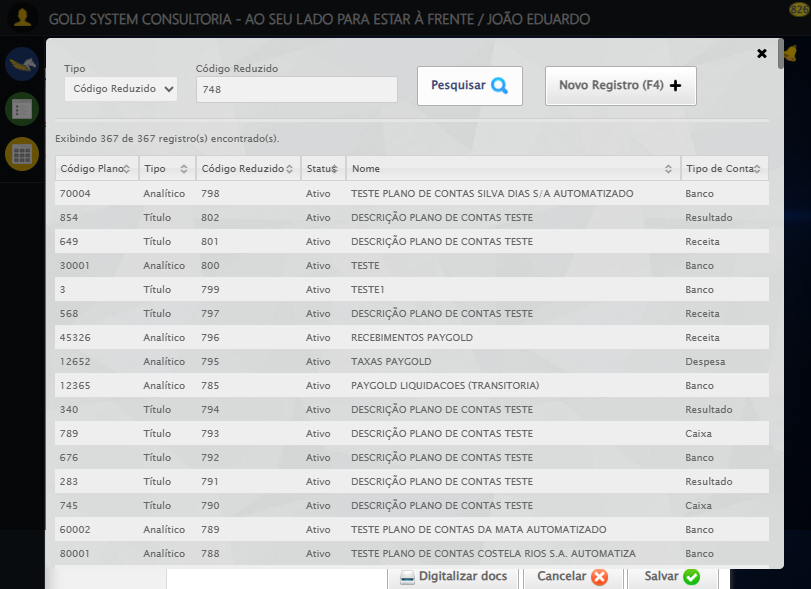 GOLD SYSTEM CONSULTORIA - AO SEU LADO PARA ESTAR À FRENTE / JOÃO EDUARDO
826
Tipo
Código Reduzido
Código Reduzido
748
Pesquisar
Novo Registro (F4)
Exibindo 367 de 367 registro(s) encontrado(s).
Código Plano Tipo Código Reduzido Status Nome Tipo de Conta
70004 Analítico 798 Ativo TESTE PLANO DE CONTAS SILVA DIAS S/A AUTOMATIZADO Banco
854 Título 802 Ativo DESCRIÇÃO PLANO DE CONTAS TESTE Resultado
649 Título 801 Ativo DESCRIÇÃO PLANO DE CONTAS TESTE Receita
30001 Analítico 800 Ativo TESTE Banco
3 Título 799 Ativo TESTE1 Banco
568 Título 797 Ativo DESCRIÇÃO PLANO DE CONTAS TESTE Receita
45326 Analítico 796 Ativo RECEBIMENTOS PAYGOLD Receita
12652 Analítico 795 Ativo TAXAS PAYGOLD Despesa
12365 Analítico 785 Ativo PAYGOLD LIQUIDACOES (TRANSITORIA) Banco
340 Título 794 Ativo DESCRIÇÃO PLANO DE CONTAS TESTE Resultado
789 Título 793 Ativo DESCRIÇÃO PLANO DE CONTAS TESTE Caixa
676 Título 792 Ativo DESCRIÇÃO PLANO DE CONTAS TESTE Banco
283 Título 791 Ativo DESCRIÇÃO PLANO DE CONTAS TESTE Resultado
745 Título 790 Ativo DESCRIÇÃO PLANO DE CONTAS TESTE Caixa
60002 Analítico 789 Ativo TESTE PLANO DE CONTAS DA MATA AUTOMATIZADO Banco
80001 Analítico 788 Ativo TESTE PLANO DE CONTAS COSTELA RIOS S.A. AUTOMATIZA Banco
Digitalizar docs
Cancelar
Salvar